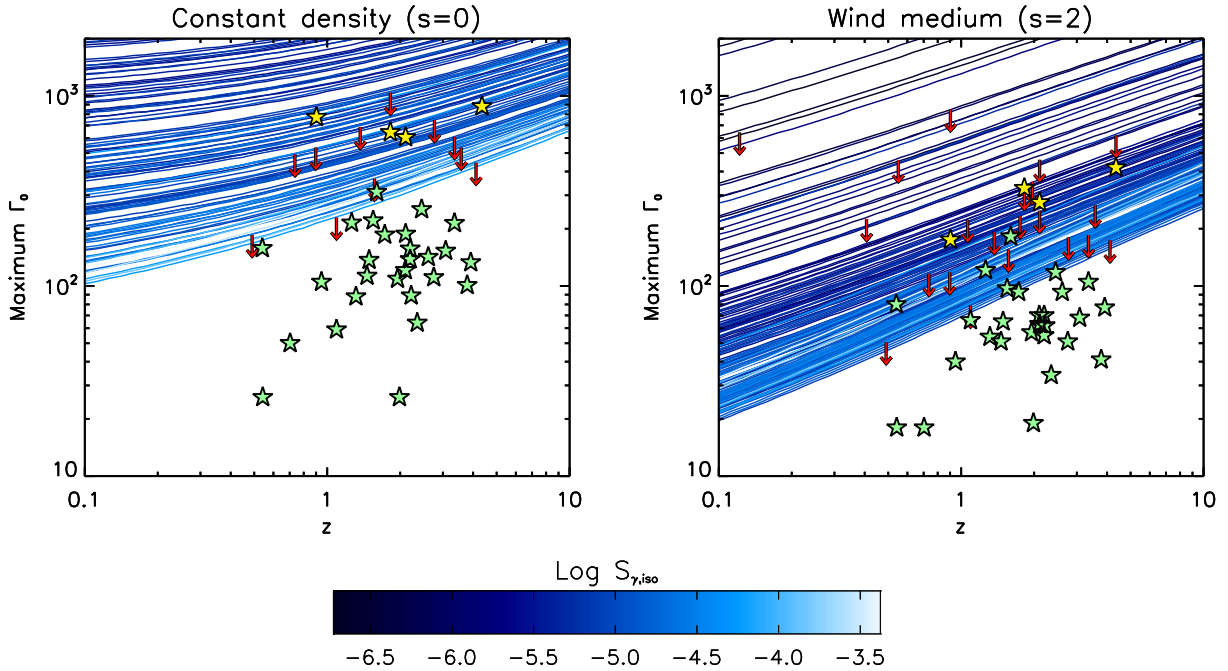 Constant density (s=0)
Maximum Γ₀
10³
10²
10
0.1
1
10
z
Wind medium (s=2)
Maximum Γ₀
10³
10²
10
0.1
1
10
z
Log S_γ,iso
−6.5
−6.0
−5.5
−5.0
−4.5
−4.0
−3.5